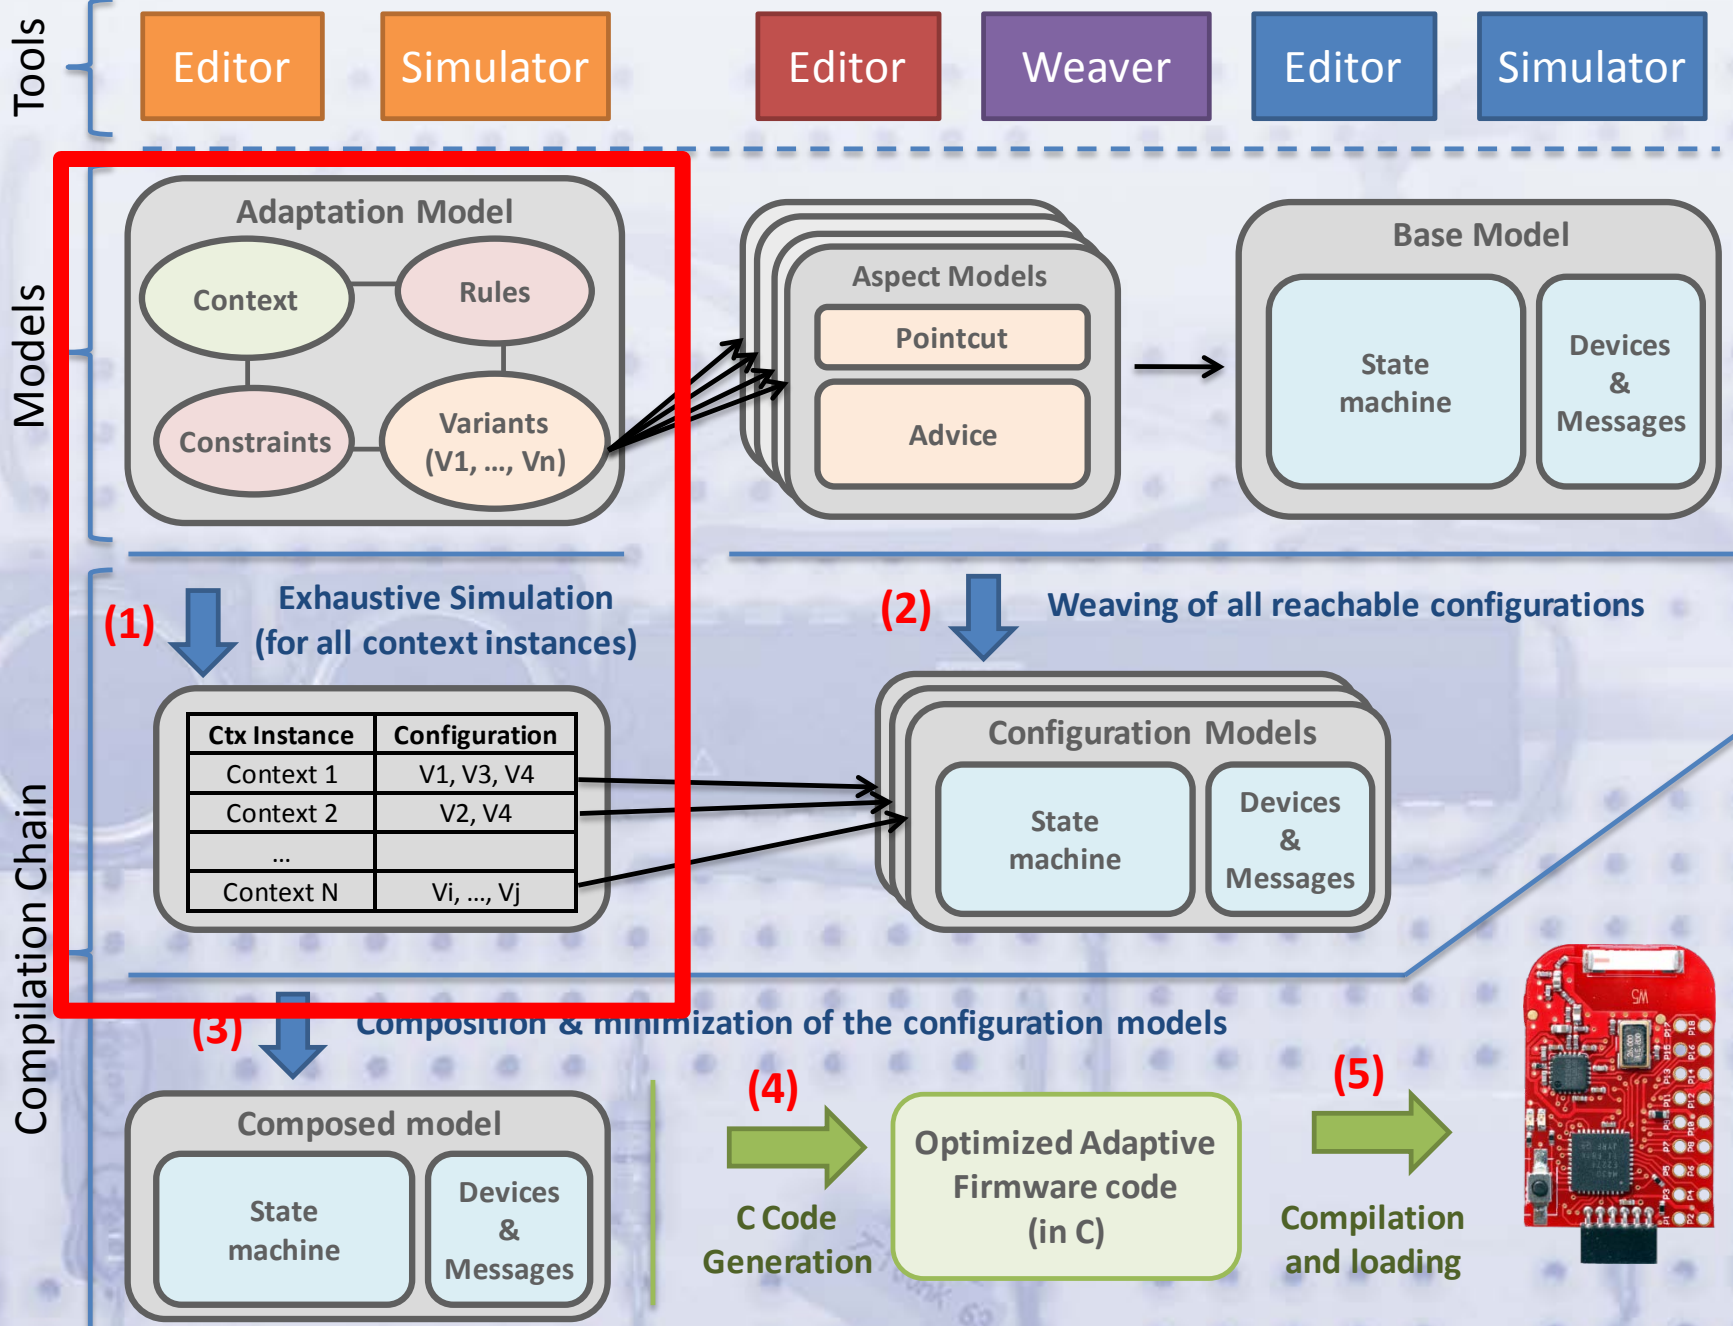 Tools
Editor
Simulator
Editor
Weaver
Editor
Simulator
Models
Adaptation Model
Context
Rules
Constraints
Variants
(V1, ..., Vn)
Aspect Models
Pointcut
Advice
Base Model
State
machine
Devices
&
Messages
Compilation Chain
(1)
Exhaustive Simulation
(for all context instances)
(2)
Weaving of all reachable configurations
Ctx Instance Configuration
Context 1 V1, V3, V4
Context 2 V2, V4
...
Context N Vi, ..., Vj
Configuration Models
State
machine
Devices
&
Messages
(3)
Composition & minimization of the configuration models
Composed model
State
machine
Devices
&
Messages
(4)
C Code
Generation
Optimized Adaptive
Firmware code
(in C)
(5)
Compilation
and loading